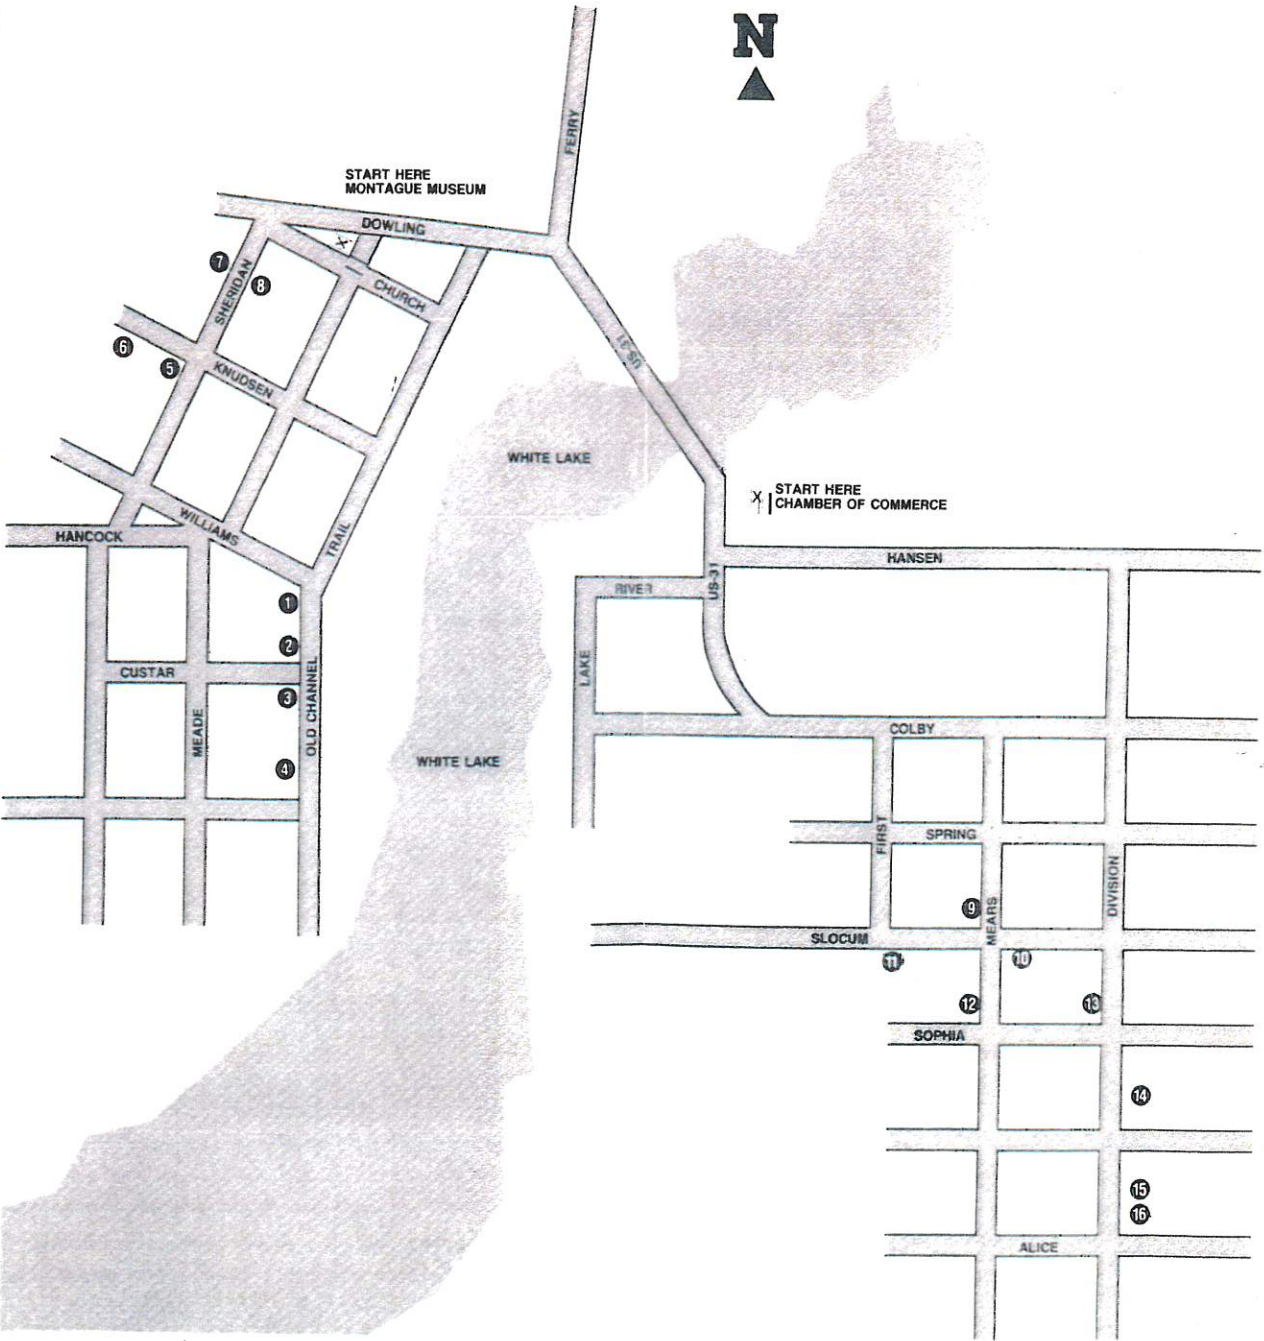 N
FERRY
START HERE
MONTAGUE MUSEUM
DOWLING
X
7
SHERIDAN
8
CHURCH
6
5
KNUDSEN
US-31
WHITE LAKE
X
START HERE
CHAMBER OF COMMERCE
WILLIAMS
HANCOCK
TRAIL
HANSEN
US-31
RIVER
1
2
CUSTAR
LAKE
3
OLD CHANNEL
MEADE
COLBY
WHITE LAKE
4
FIRST
SPRING
DIVISION
9
MEARS
SLOCUM
11
10
12
13
SOPHIA
14
15
16
ALICE